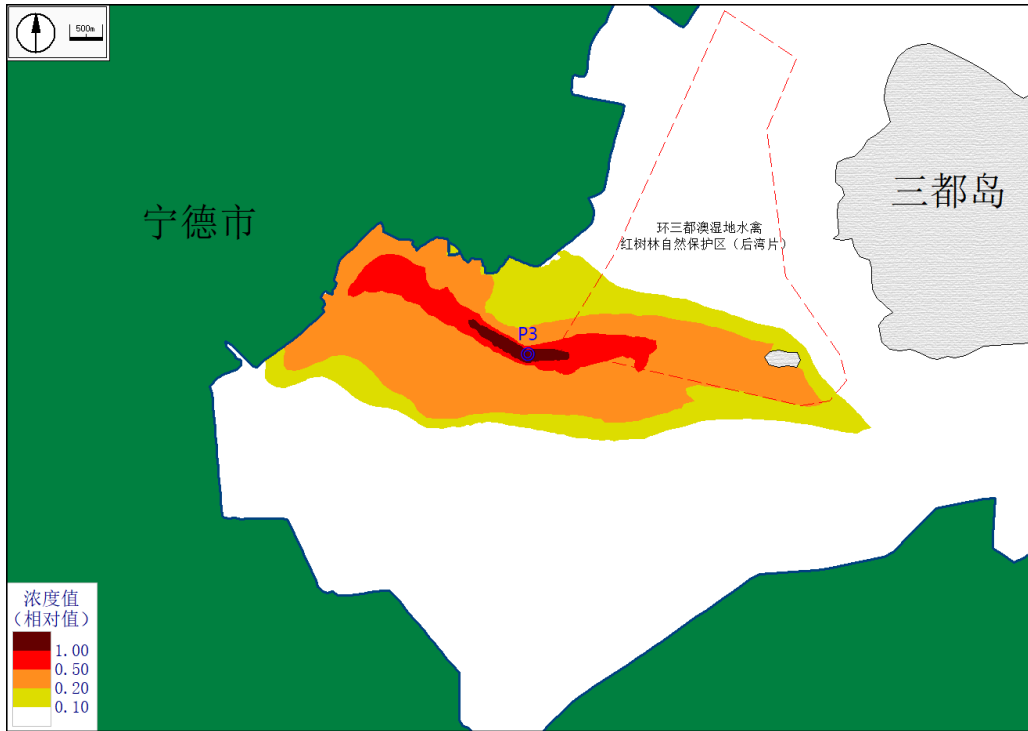 500m
宁德市
三都岛
环三都澳湿地水禽
红树林自然保护区（后湾片）
P3
浓度值
（相对值）
1.00
0.50
0.20
0.10